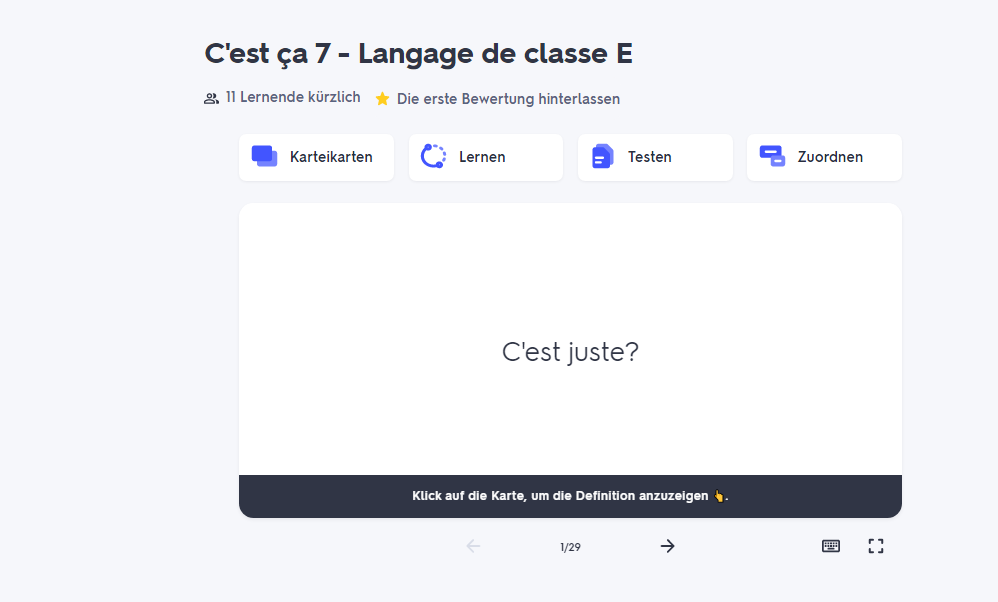 C'est ça 7 - Langage de classe E
11 Lernende kürzlich
Die erste Bewertung hinterlassen
Karteikarten
Lernen
Testen
Zuordnen
C'est juste?
Klick auf die Karte, um die Definition anzuzeigen 👆.
1/29